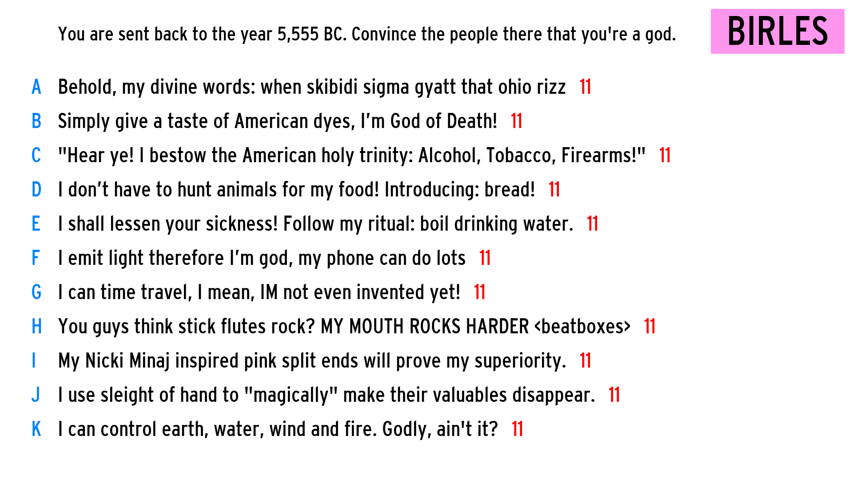 You are sent back to the year 5,555 BC. Convince the people there that you're a god.
BIRLES
A Behold, my divine words: when skibidi sigma gyatt that ohio rizz 11
B Simply give a taste of American dyes, I’m God of Death! 11
C "Hear ye! I bestow the American holy trinity: Alcohol, Tobacco, Firearms!" 11
D I don’t have to hunt animals for my food! Introducing: bread! 11
E I shall lessen your sickness! Follow my ritual: boil drinking water. 11
F I emit light therefore I’m god, my phone can do lots 11
G I can time travel, I mean, IM not even invented yet! 11
H You guys think stick flutes rock? MY MOUTH ROCKS HARDER <beatboxes> 11
I My Nicki Minaj inspired pink split ends will prove my superiority. 11
J I use sleight of hand to "magically" make their valuables disappear. 11
K I can control earth, water, wind and fire. Godly, ain't it? 11